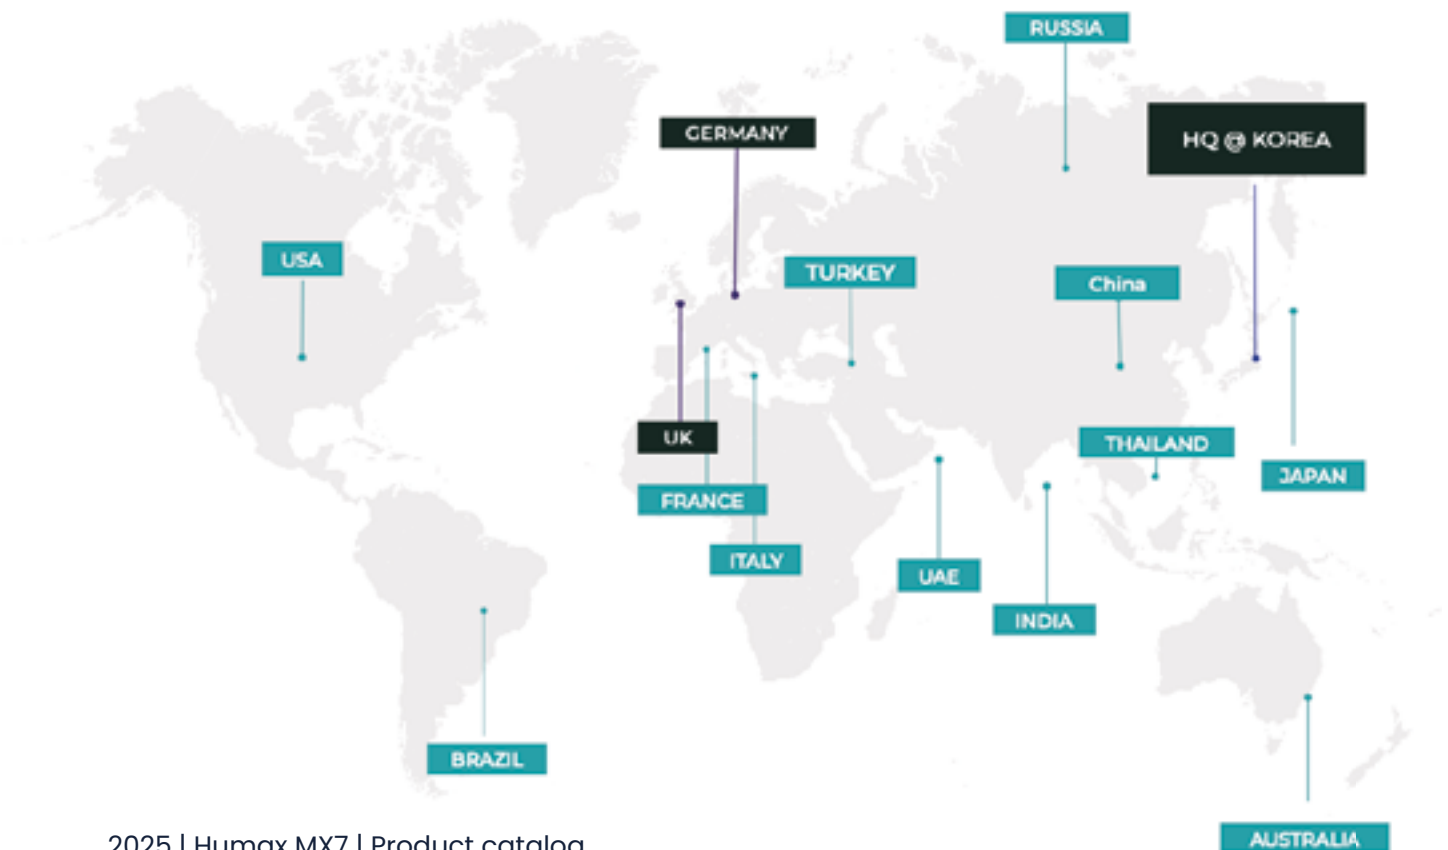 RUSSIA
GERMANY
HQ @ KOREA
USA
TURKEY
China
UK
THAILAND
JAPAN
FRANCE
ITALY
UAE
INDIA
BRAZIL
AUSTRALIA
2025 | Humax MX7 | Product catalog